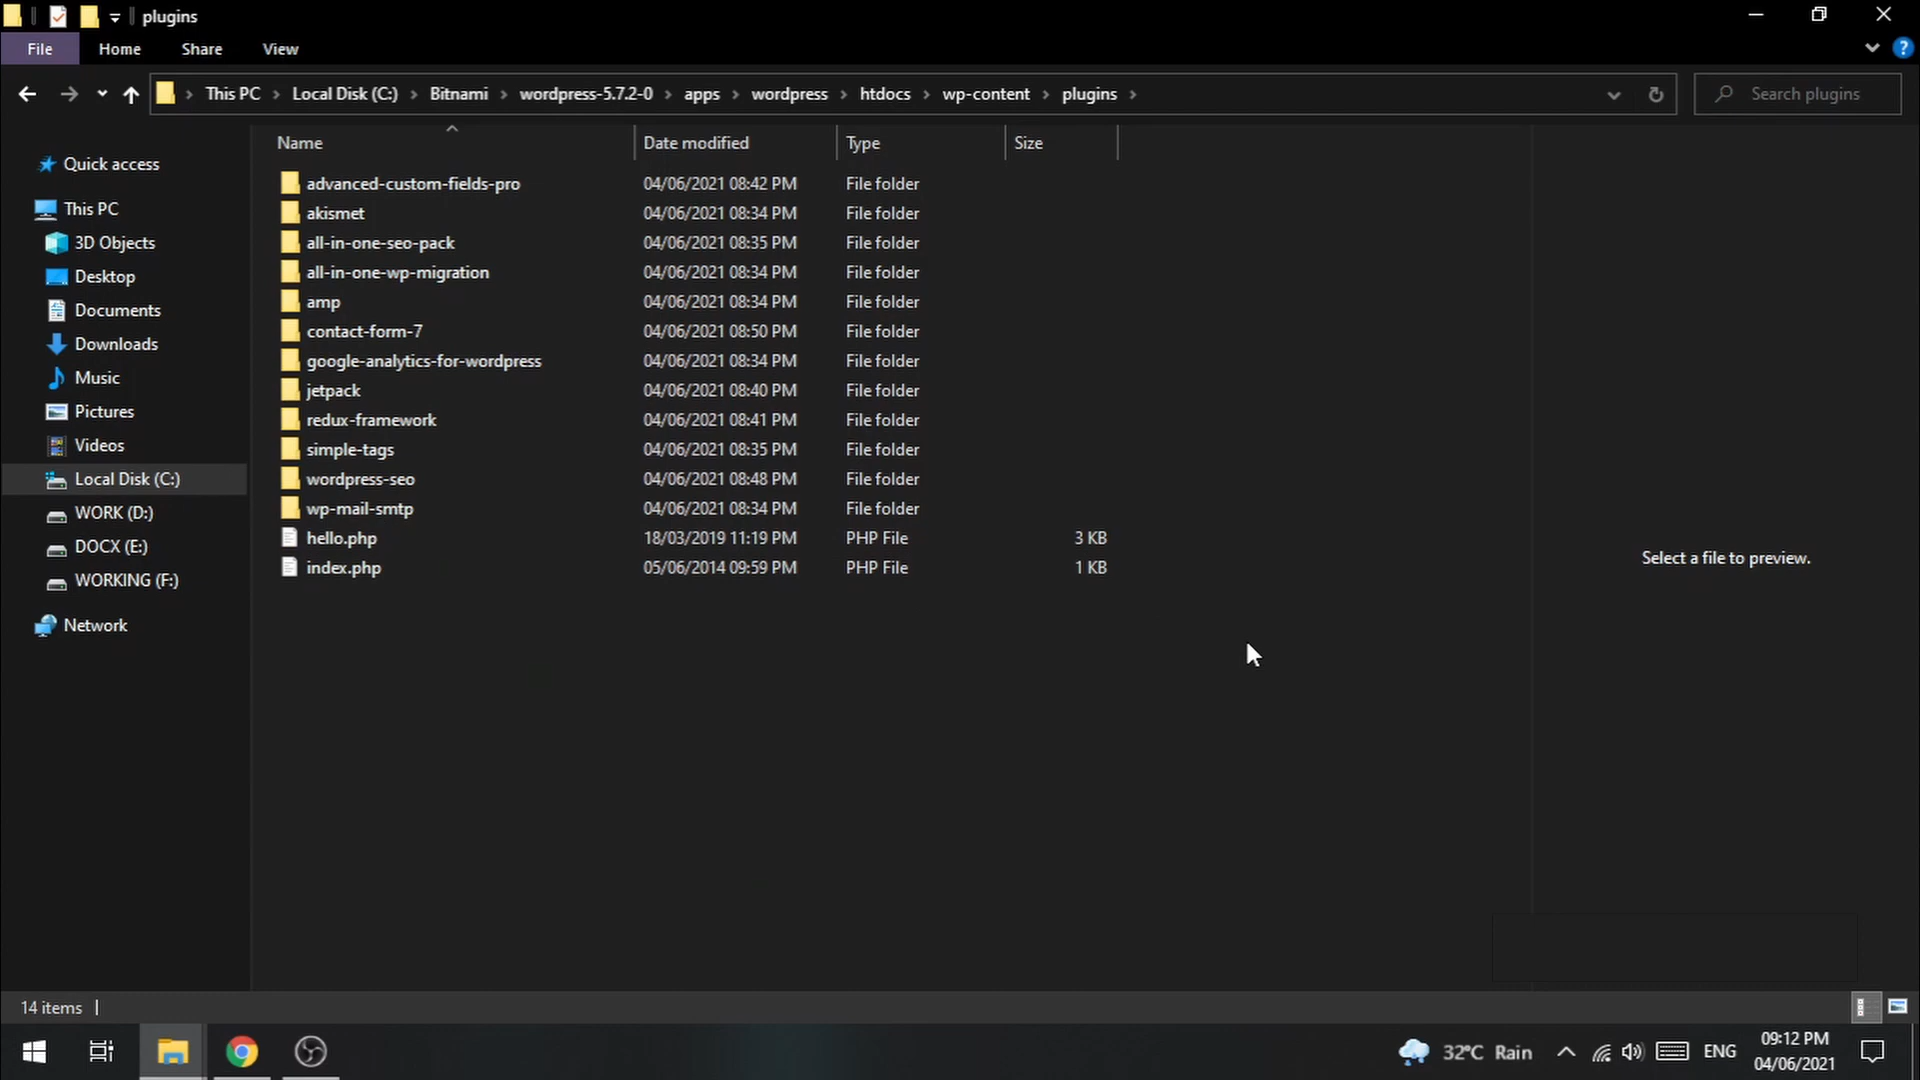 plugins
File Home Share View
This PC Local Disk (C:) Bitnami wordpress-5.7.2-0 apps wordpress htdocs wp-content plugins Search plugins
Name Date modified Type Size
Quick access
This PC
3D Objects
Desktop
Documents
Downloads
Music
Pictures
Videos
Local Disk (C:)
WORK (D:)
DOCX (E:)
WORKING (F:)
Network
advanced-custom-fields-pro 04/06/2021 08:42 PM File folder
akismet 04/06/2021 08:34 PM File folder
all-in-one-seo-pack 04/06/2021 08:35 PM File folder
all-in-one-wp-migration 04/06/2021 08:34 PM File folder
amp 04/06/2021 08:34 PM File folder
contact-form-7 04/06/2021 08:50 PM File folder
google-analytics-for-wordpress 04/06/2021 08:34 PM File folder
jetpack 04/06/2021 08:40 PM File folder
redux-framework 04/06/2021 08:41 PM File folder
simple-tags 04/06/2021 08:35 PM File folder
wordpress-seo 04/06/2021 08:48 PM File folder
wp-mail-smtp 04/06/2021 08:34 PM File folder
hello.php 18/03/2019 11:19 PM PHP File 3 KB
index.php 05/06/2014 09:59 PM PHP File 1 KB
Select a file to preview.
14 items
32°C Rain ENG 09:12 PM
04/06/2021